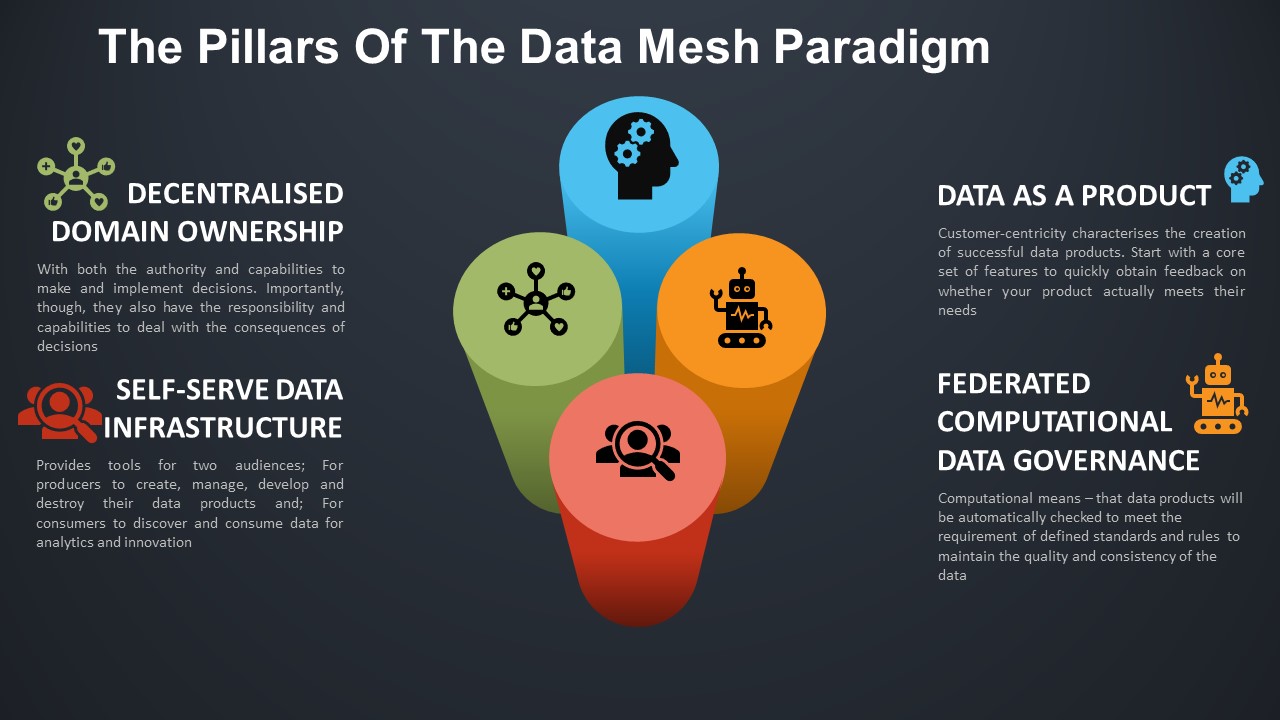 The Pillars Of The Data Mesh Paradigm
DECENTRALISED
DOMAIN OWNERSHIP
With both the authority and capabilities to
make and implement decisions. Importantly,
though, they also have the responsibility and
capabilities to deal with the consequences of
decisions
SELF-SERVE DATA
INFRASTRUCTURE
Provides tools for two audiences; For
producers to create, manage, develop and
destroy their data products and; For
consumers to discover and consume data for
analytics and innovation
DATA AS A PRODUCT
Customer-centricity characterises the creation
of successful data products. Start with a core
set of features to quickly obtain feedback on
whether your product actually meets their
needs
FEDERATED
COMPUTATIONAL
DATA GOVERNANCE
Computational means – that data products will
be automatically checked to meet the
requirement of defined standards and rules to
maintain the quality and consistency of the
data